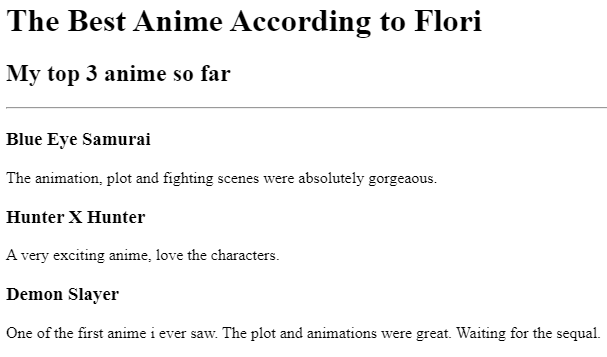 The Best Anime According to Flori
My top 3 anime so far
Blue Eye Samurai
The animation, plot and fighting scenes were absolutely gorgeaous.
Hunter X Hunter
A very exciting anime, love the characters.
Demon Slayer
One of the first anime i ever saw. The plot and animations were great. Waiting for the sequal.